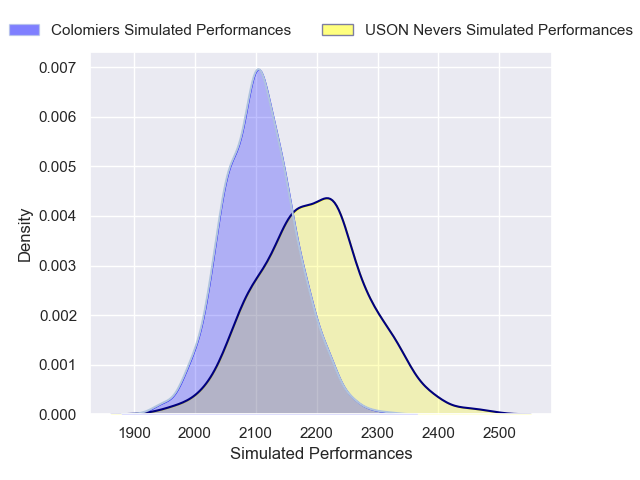 Colomiers Simulated Performances
USON Nevers Simulated Performances
0.007
0.006
0.005
0.004
0.003
0.002
0.001
0.000
Density
1900 2000 2100 2200 2300 2400 2500
Simulated Performances